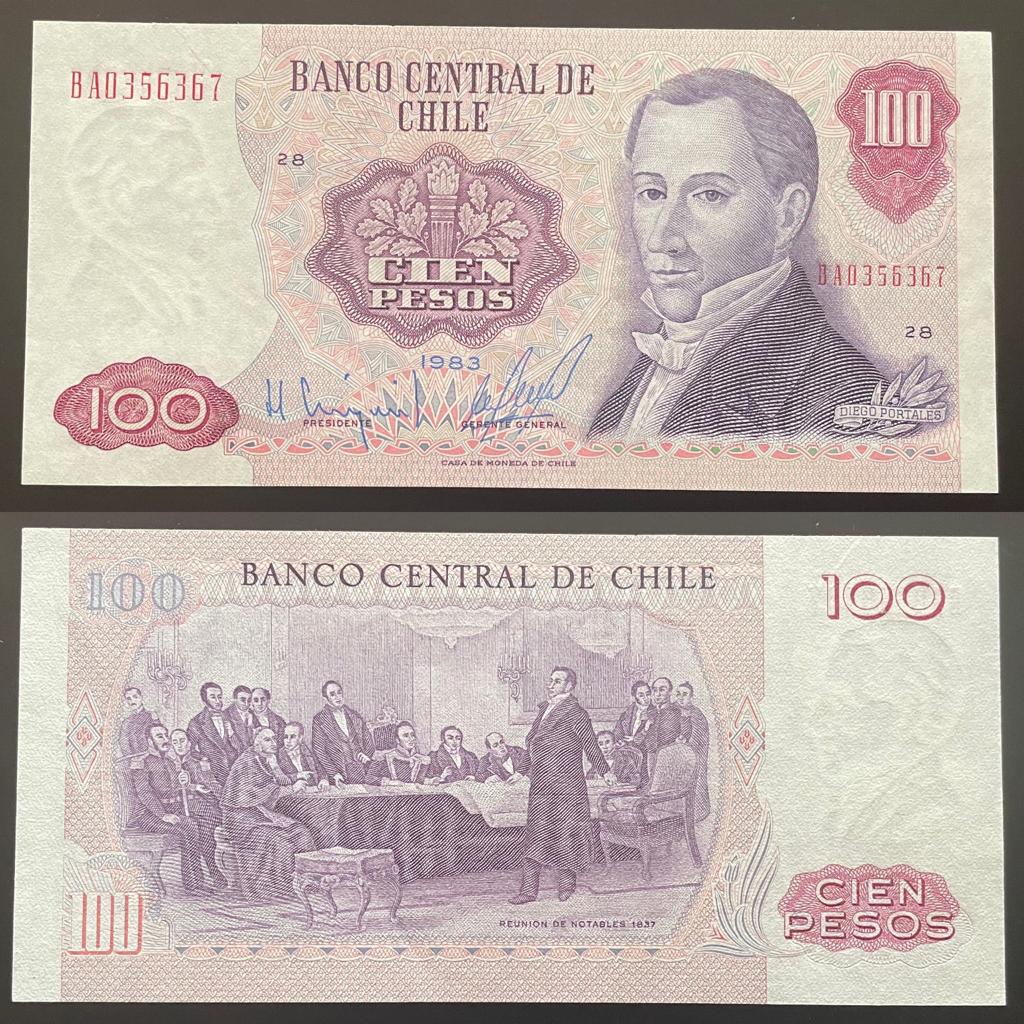 BA0356367
BANCO CENTRAL DE
CHILE
100
28
CIEN
PESOS
BA0356367
28
1983
100
DIEGO PORTALES
PRESIDENTE
GERENTE GENERAL
CASA DE MONEDA DE CHILE
100
BANCO CENTRAL DE CHILE
100
100
CIEN
PESOS
REUNION DE NOTABLES 1837